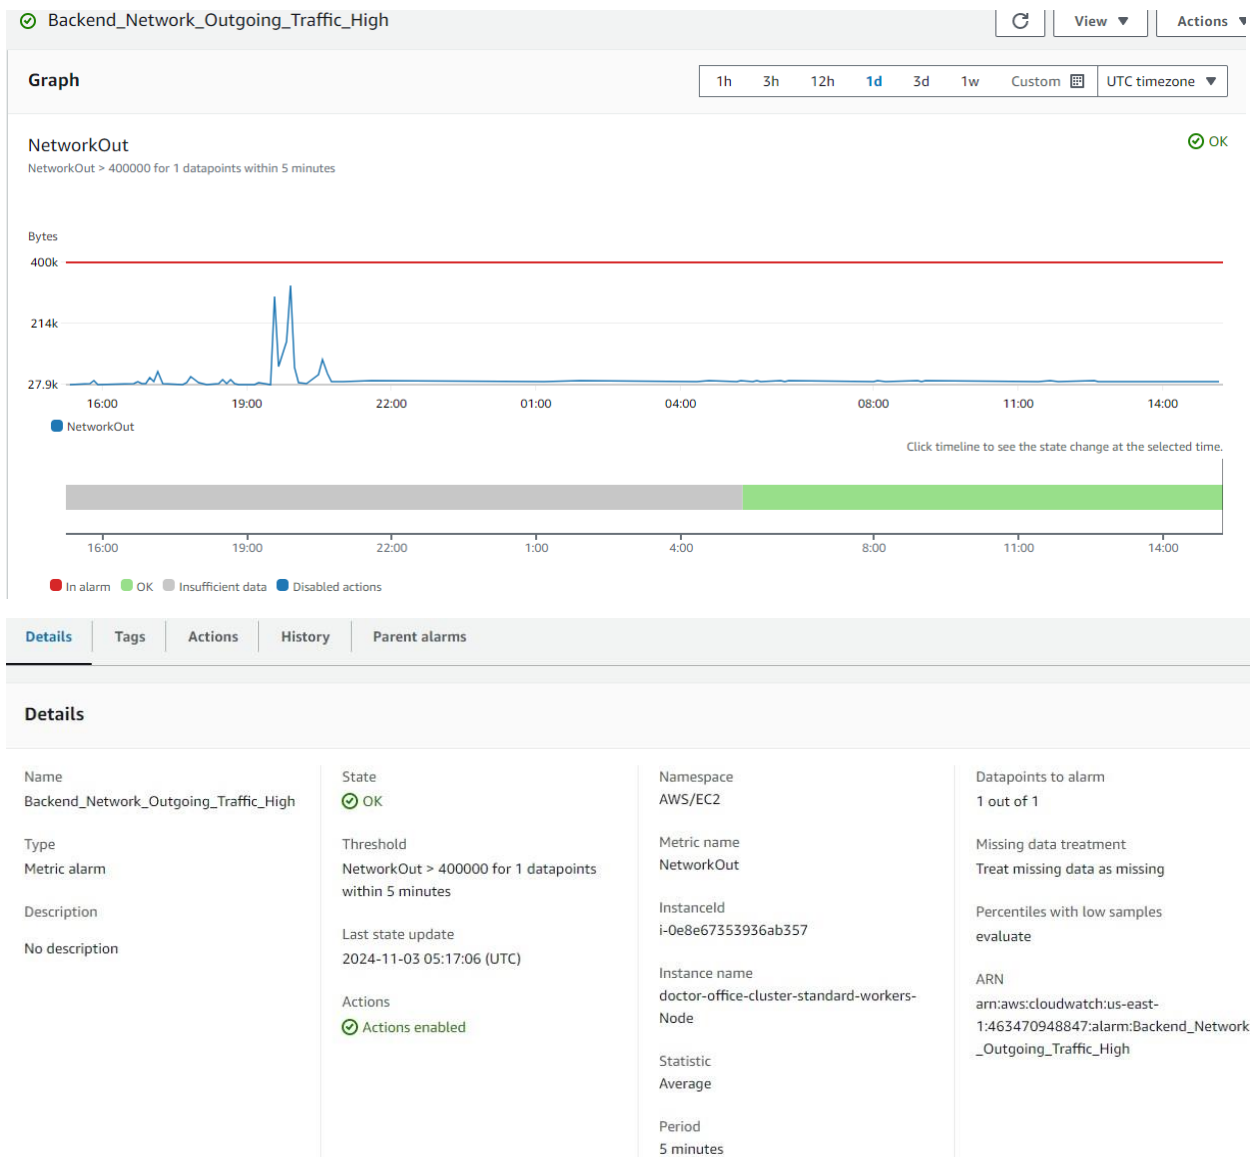 Backend_Network_Outgoing_Traffic_High
View
Actions
Graph
1h 3h 12h 1d 3d 1w Custom UTC timezone
NetworkOut
OK
NetworkOut > 400000 for 1 datapoints within 5 minutes
Bytes
400k
214k
27.9k
16:00 19:00 22:00 01:00 04:00 08:00 11:00 14:00
NetworkOut
Click timeline to see the state change at the selected time.
16:00 19:00 22:00 1:00 4:00 8:00 11:00 14:00
In alarm OK Insufficient data Disabled actions
Details Tags Actions History Parent alarms
Details
Name
Backend_Network_Outgoing_Traffic_High
Type
Metric alarm
Description
No description
State
OK
Threshold
NetworkOut > 400000 for 1 datapoints
within 5 minutes
Last state update
2024-11-03 05:17:06 (UTC)
Actions
Actions enabled
Namespace
AWS/EC2
Metric name
NetworkOut
InstanceId
i-0e8e67353936ab357
Instance name
doctor-office-cluster-standard-workers-
Node
Statistic
Average
Period
5 minutes
Datapoints to alarm
1 out of 1
Missing data treatment
Treat missing data as missing
Percentiles with low samples
evaluate
ARN
arn:aws:cloudwatch:us-east-
1:463470948847:alarm:Backend_Network
_Outgoing_Traffic_High